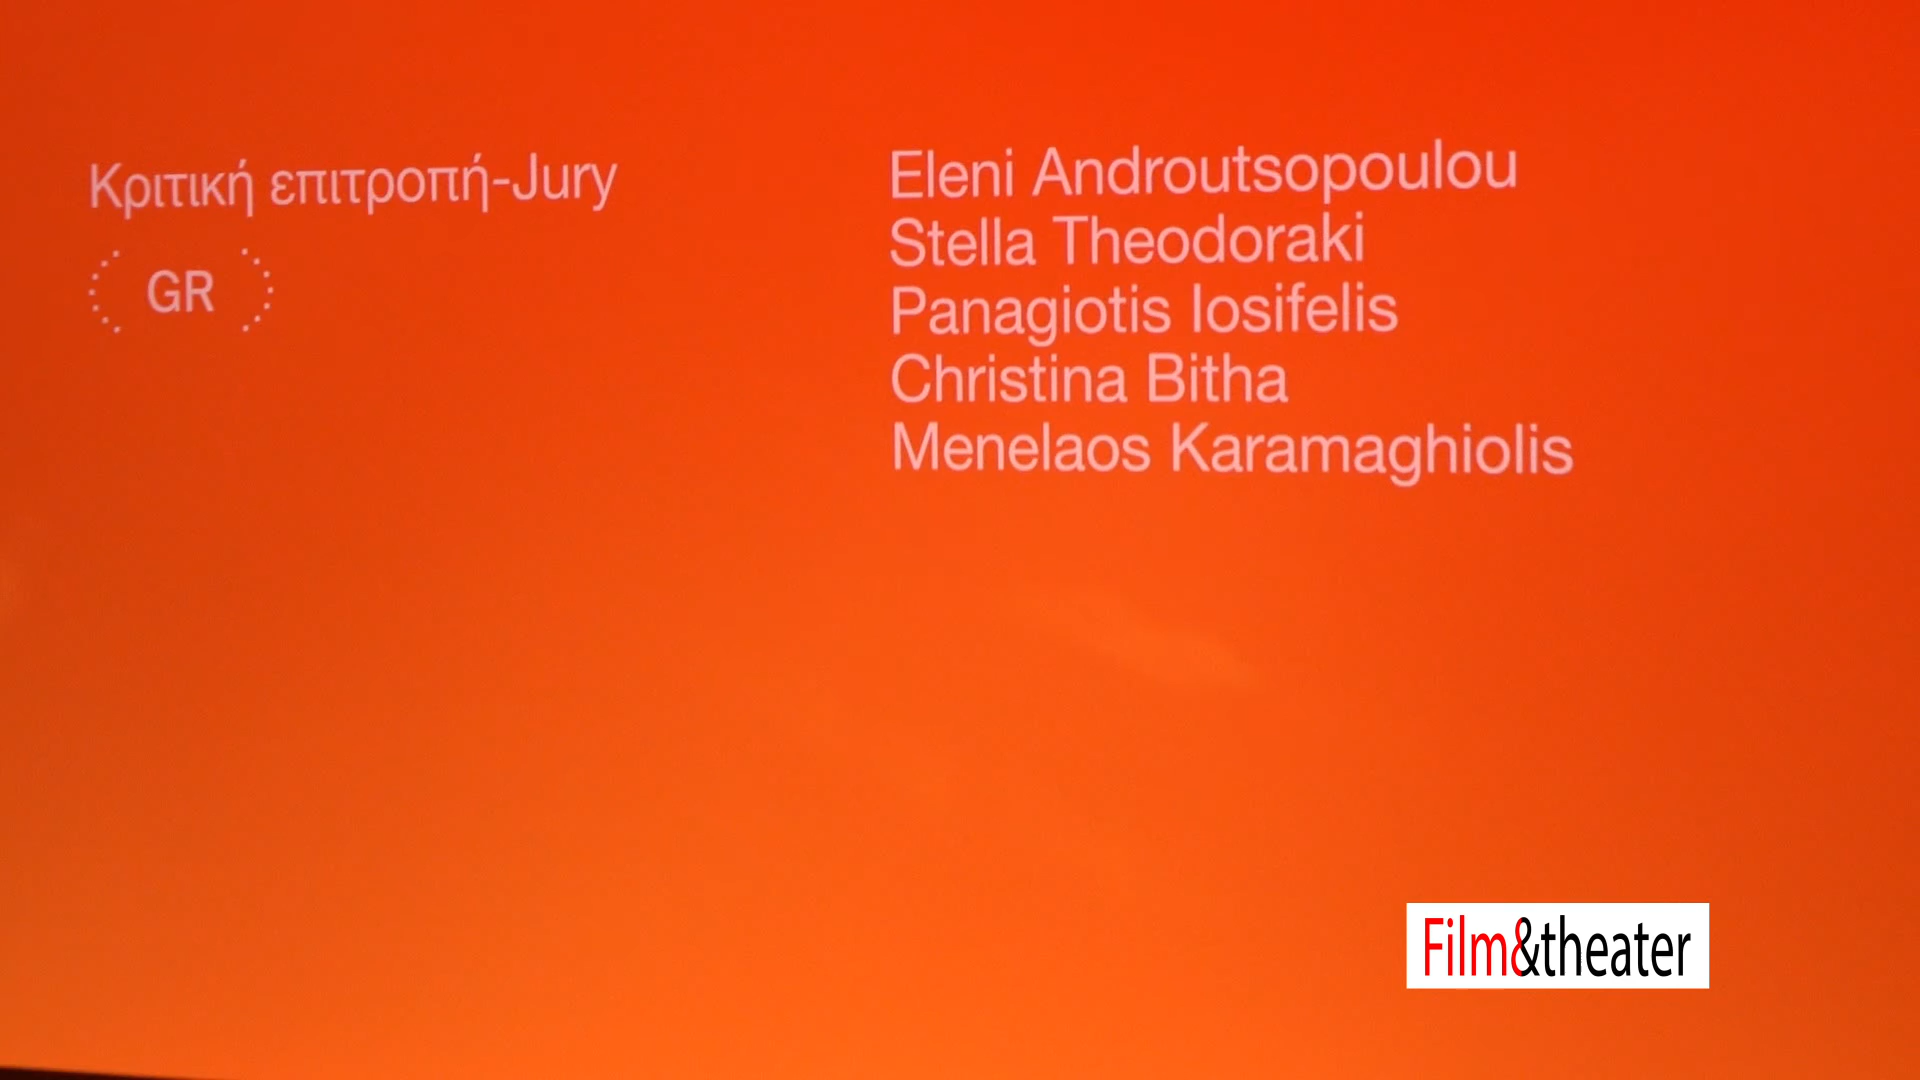 Κριτική επιτροπή-Jury
GR
Eleni Androutsopoulou
Stella Theodoraki
Panagiotis Iosifelis
Christina Bitha
Menelaos Karamaghiolis
Film&theater